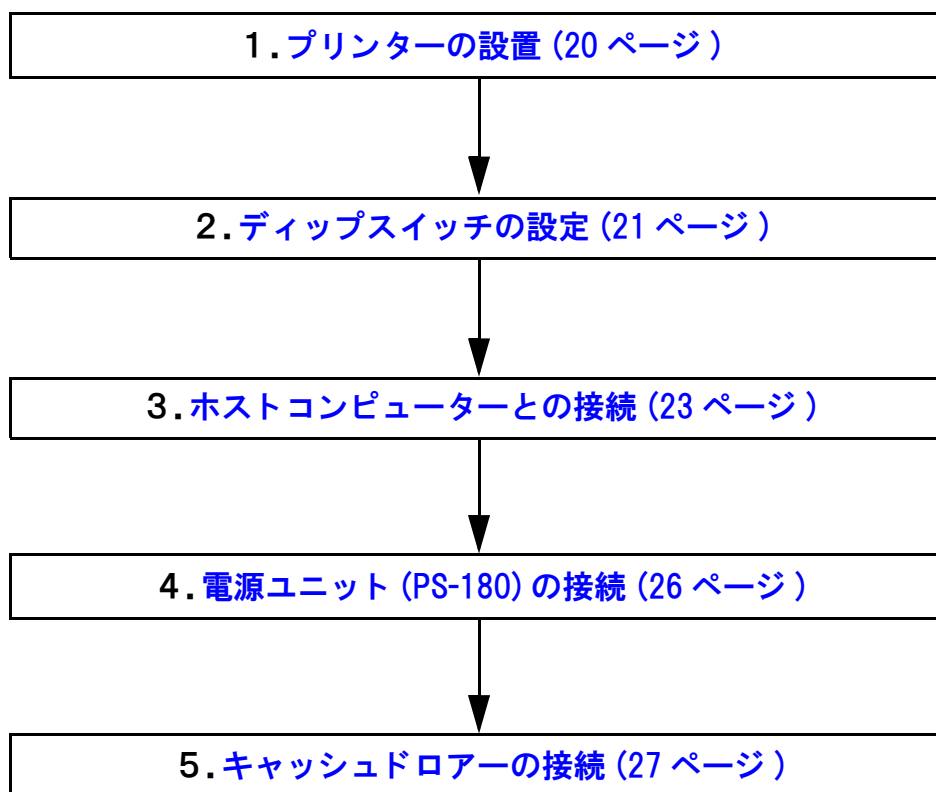 1.プリンターの設置 (20 ページ )
2.ディップスイッチの設定 (21 ページ )
3.ホストコンピューターとの接続 (23 ページ )
4.電源ユニット (PS-180) の接続 (26 ページ )
5.キャッシュドロアーの接続 (27 ページ )